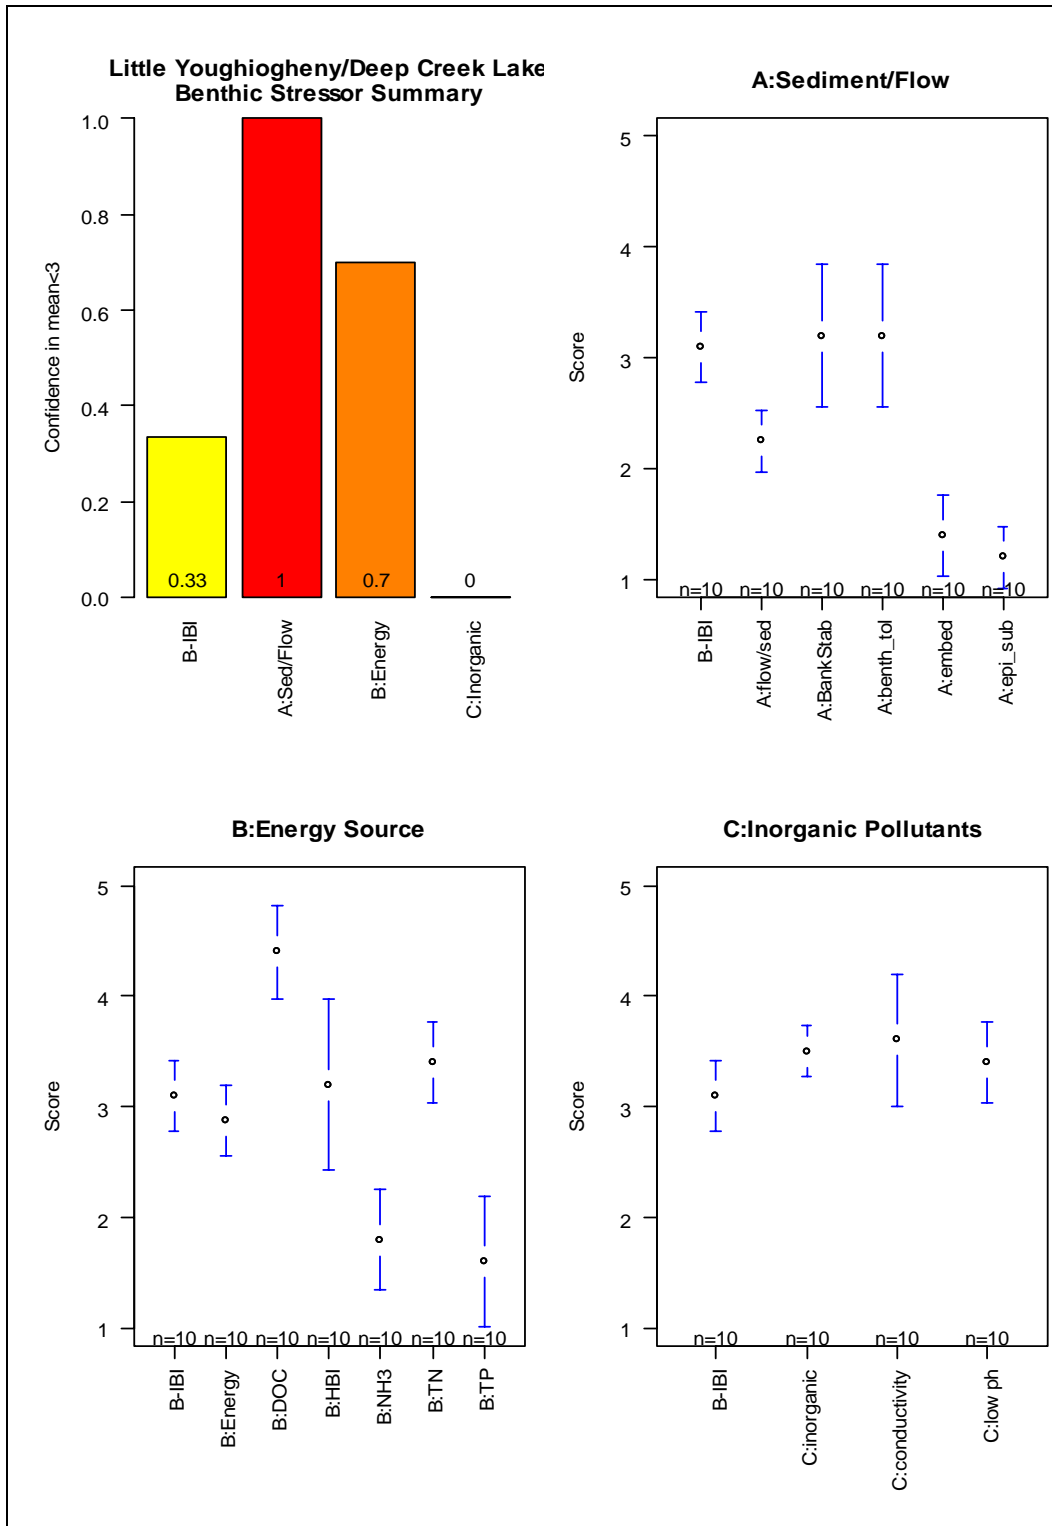 Little Youghiogheny/Deep Creek Lake
Benthic Stressor Summary
Confidence in mean<3
1.0
0.8
0.6
0.4
0.2
0.0
0.33
1
0.7
0
B-IBI
A:Sed/Flow
B:Energy
C:Inorganic
A:Sediment/Flow
Score
5
4
3
2
1
n=10 n=10 n=10 n=10 n=10 n=10
B-IBI
A:flow/sed
A:BankStab
A:benth_tol
A:embed
A:epi_sub
B:Energy Source
Score
5
4
3
2
1
n=10 n=10 n=10 n=10 n=10 n=10 n=10
B-IBI
B:Energy
B:DOC
B:HBI
B:NH3
B:TN
B:TP
C:Inorganic Pollutants
Score
5
4
3
2
1
n=10 n=10 n=10 n=10
B-IBI
C:inorganic
C:conductivity
C:low ph